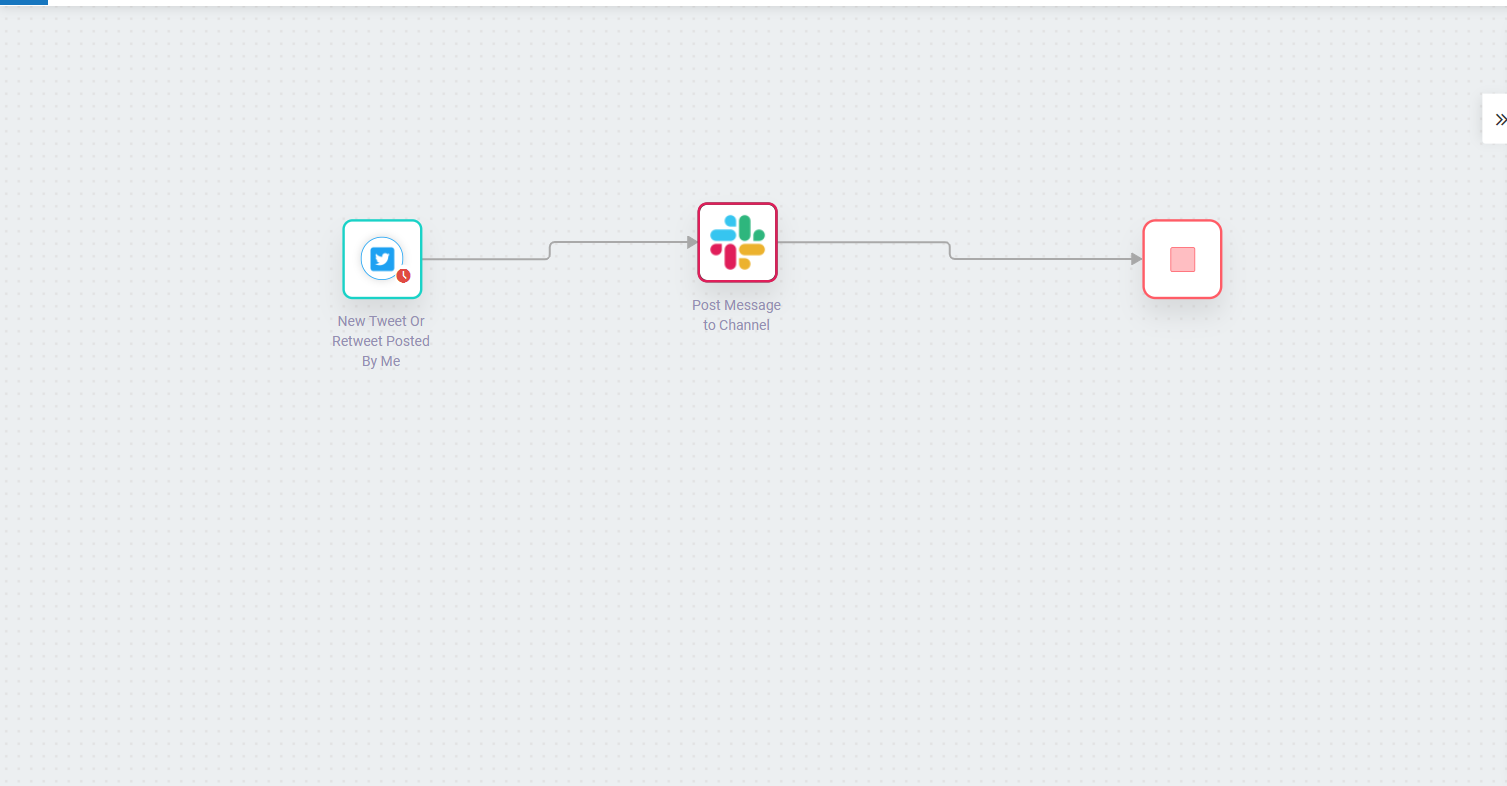 New Tweet Or
Retweet Posted
By Me
Post Message
to Channel